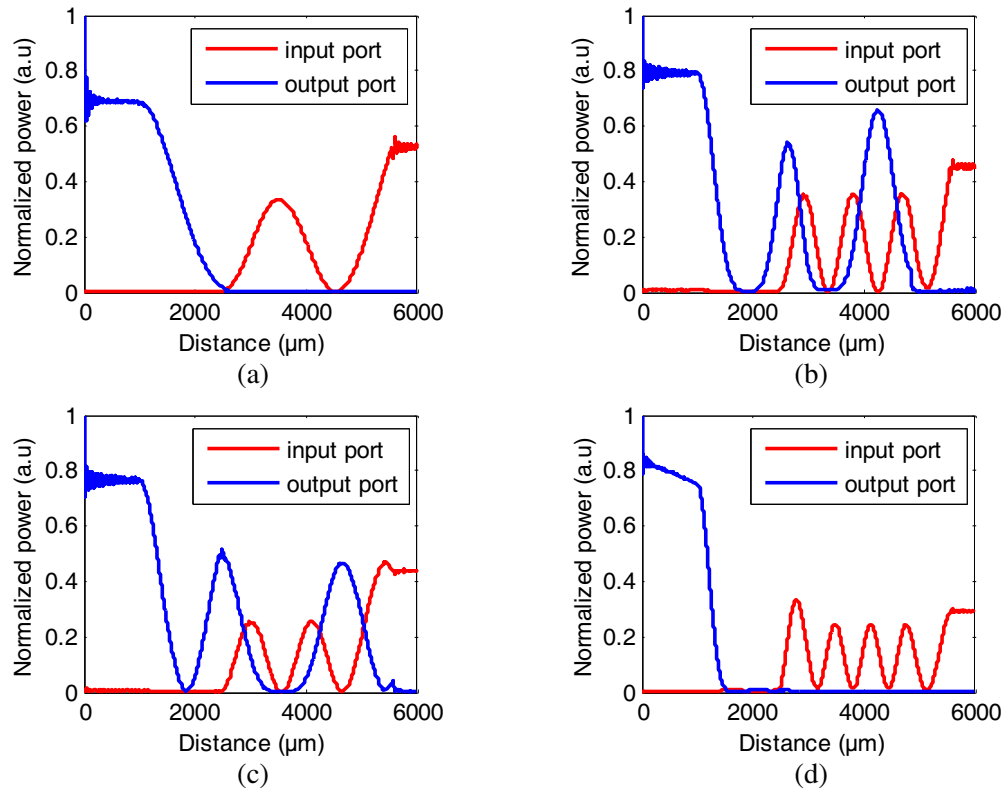 1
0.8
0.6
0.4
0.2
0
0 2000 4000 6000
Normalized power (a.u)
Distance (µm)
input port
output port
(a)
1
0.8
0.6
0.4
0.2
0
0 2000 4000 6000
Normalized power (a.u)
Distance (µm)
input port
output port
(b)
1
0.8
0.6
0.4
0.2
0
0 2000 4000 6000
Normalized power (a.u)
Distance (µm)
input port
output port
(c)
1
0.8
0.6
0.4
0.2
0
0 2000 4000 6000
Normalized power (a.u)
Distance (µm)
input port
output port
(d)